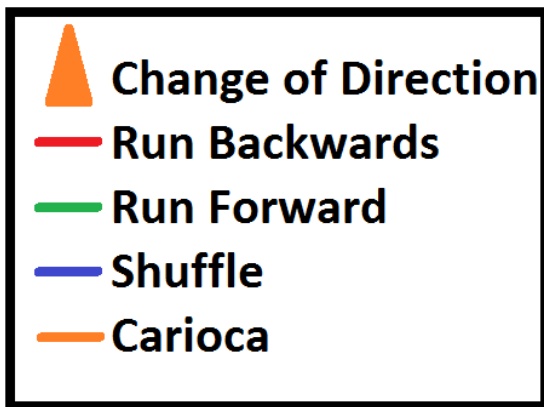 Change of Direction
Run Backwards
Run Forward
Shuffle
Carioca